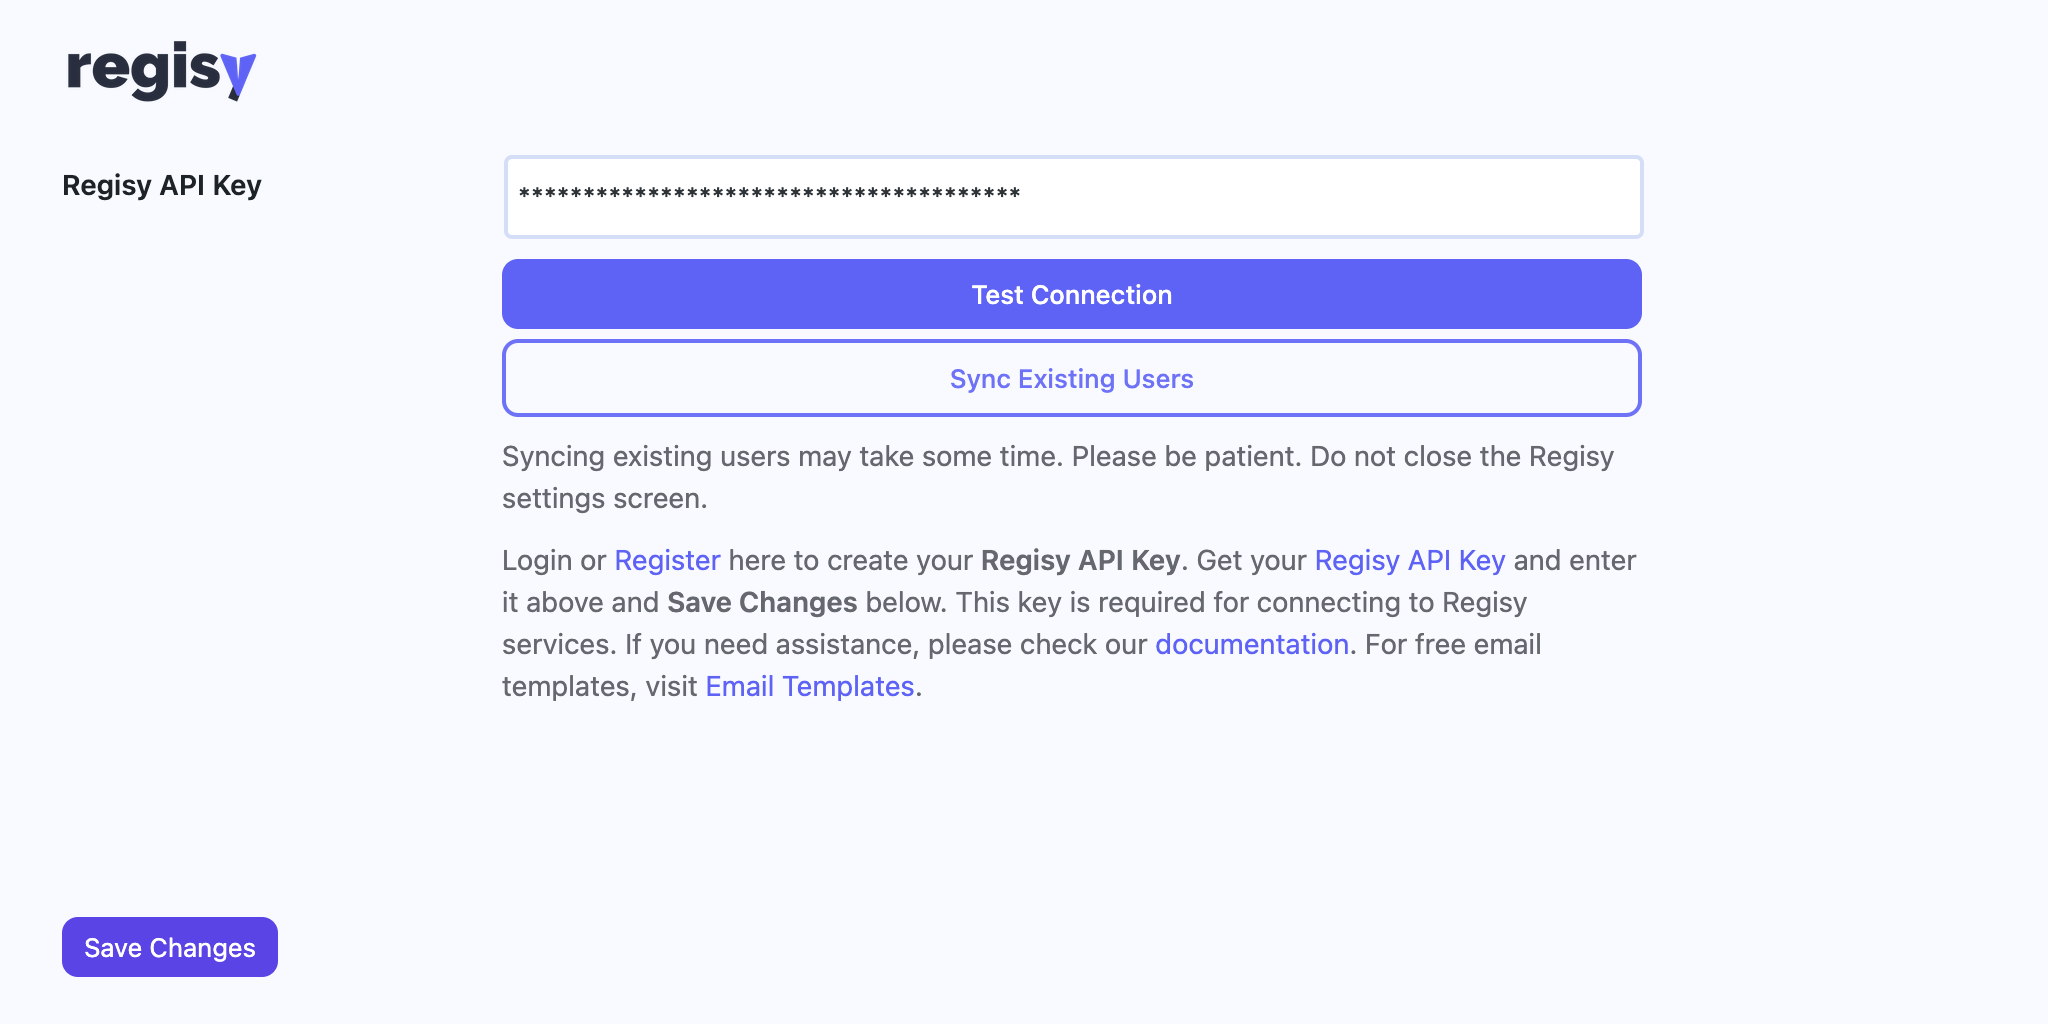 regisy
Regisy API Key
***************************************
Test Connection
Sync Existing Users
Syncing existing users may take some time. Please be patient. Do not close the Regisy
settings screen.
Login or Register here to create your Regisy API Key. Get your Regisy API Key and enter
it above and Save Changes below. This key is required for connecting to Regisy
services. If you need assistance, please check our documentation. For free email
templates, visit Email Templates.
Save Changes